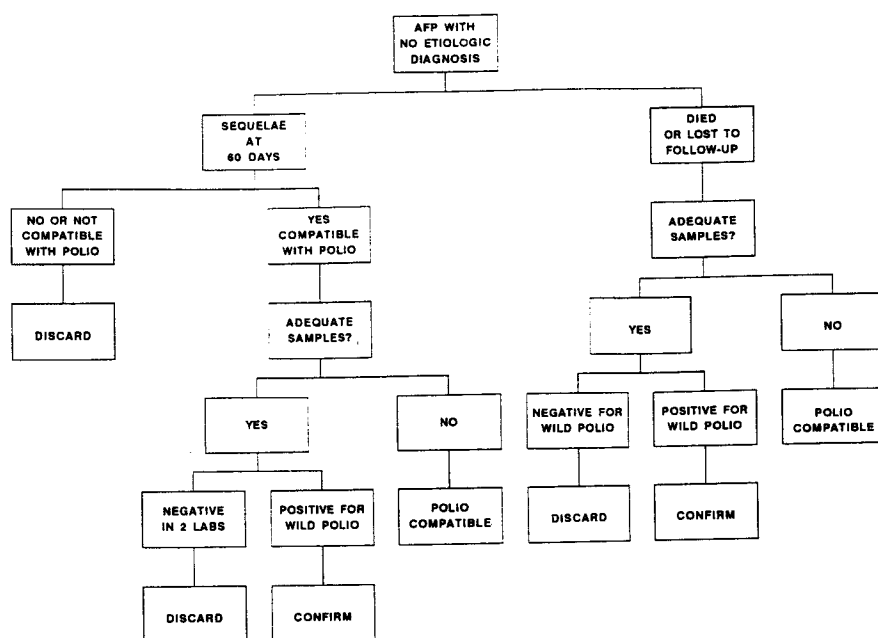 AFP WITH
NO ETIOLOGIC
DIAGNOSIS
SEQUELAE
AT
60 DAYS
DIED
OR LOST TO
FOLLOW-UP
NO OR NOT
COMPATIBLE
WITH POLIO
YES
COMPATIBLE
WITH POLIO
ADEQUATE
SAMPLES?
DISCARD
ADEQUATE
SAMPLES?
YES
NO
YES
NO
NEGATIVE FOR
WILD POLIO
POSITIVE FOR
WILD POLIO
POLIO
COMPATIBLE
NEGATIVE
IN 2 LABS
POSITIVE FOR
WILD POLIO
POLIO
COMPATIBLE
DISCARD
CONFIRM
DISCARD
CONFIRM